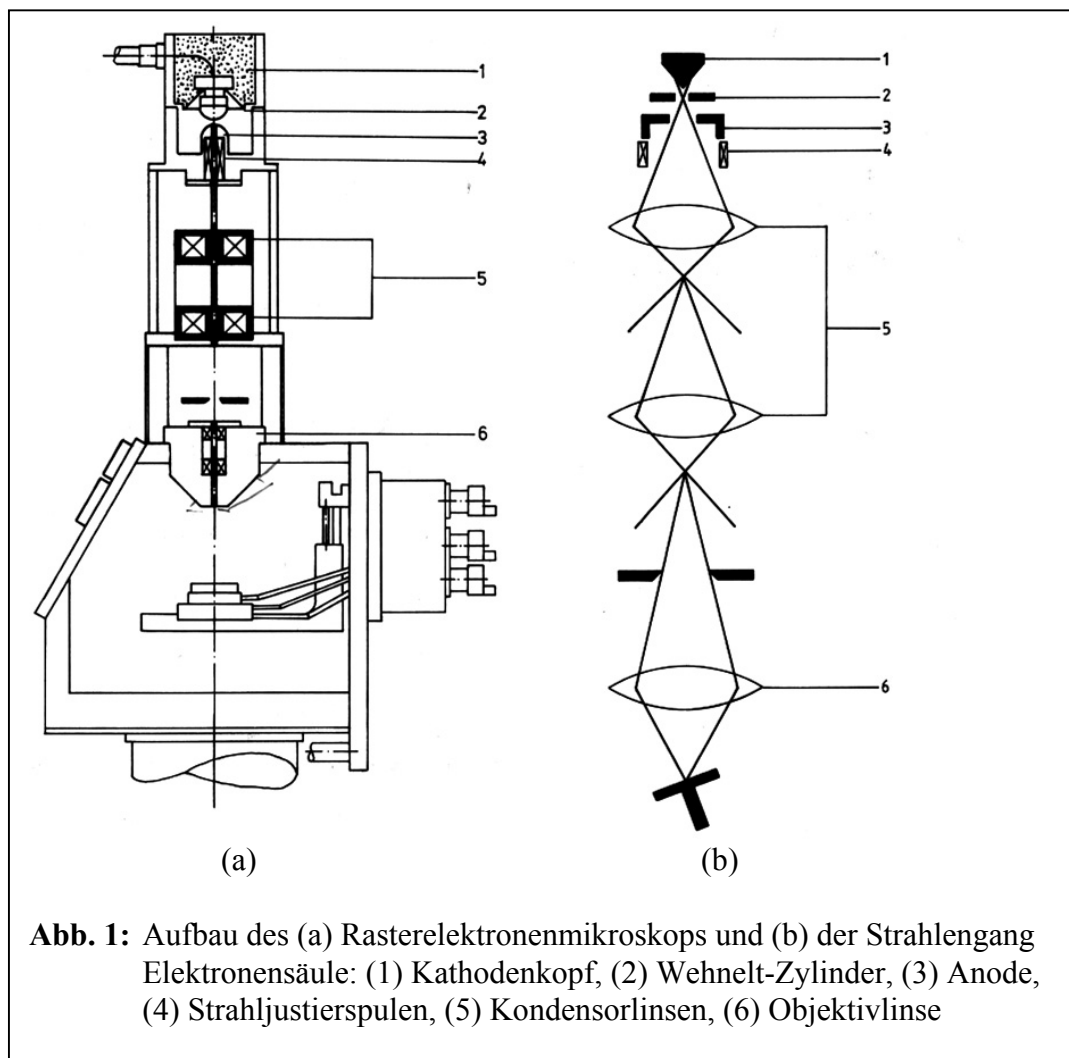 1
2
3
4
5
6
(a)
1
2
3
4
5
6
(b)
Abb. 1: Aufbau des (a) Rasterelektronenmikroskops und (b) der Strahlengang
Elektronensäule: (1) Kathodenkopf, (2) Wehnelt-Zylinder, (3) Anode,
(4) Strahljustierspulen, (5) Kondensorlinsen, (6) Objektivlinse